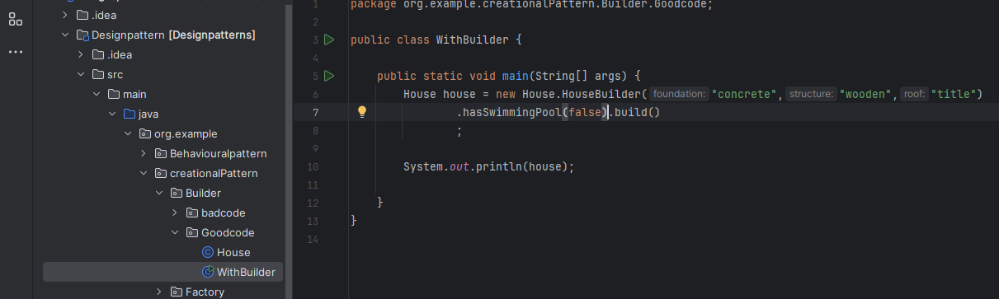 .idea
Designpattern [Designpatterns]
.idea
src
main
java
org.example
Behaviouralpattern
creationalPattern
Builder
badcode
Goodcode
House
WithBuilder
Factory
1 package org.example.creationalPattern.Builder.Goodcode;
2
3 public class WithBuilder {
4
5 public static void main(String[] args) {
6 House house = new House.HouseBuilder( foundation: "concrete", structure: "wooden", roof: "title")
7 .hasSwimmingPool(false).build()
8 ;
9
10 System.out.println(house);
11
12 }
13 }
14